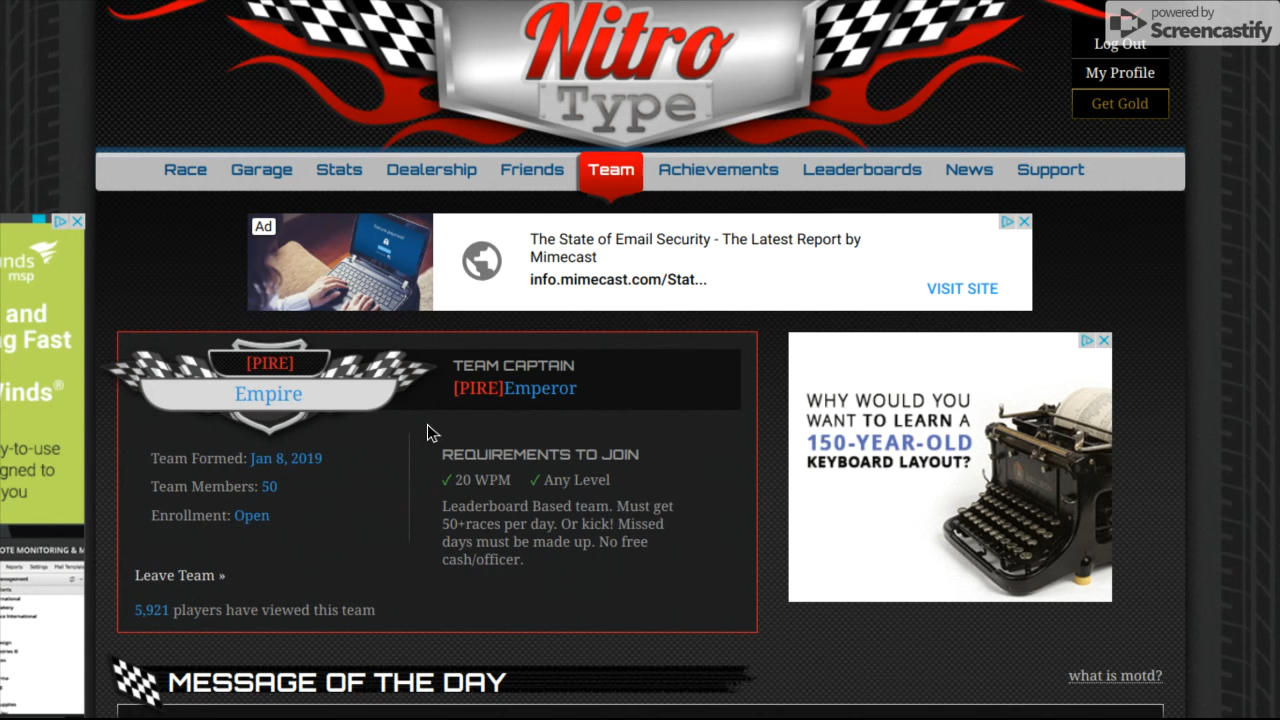 powered by
Screencastify
Nitro
Type
Log Out
My Profile
Get Gold
Race Garage Stats Dealership Friends Team Achievements Leaderboards News Support
Ad
The State of Email Security - The Latest Report by
Mimecast
info.mimecast.com/Stat...
VISIT SITE
nds
msp
and
g Fast
Vinds®
y-to-use
gned to
you
OTE MONITORING & M
[PIRE]
Empire
TEAM CAPTAIN
[PIRE]Emperor
Team Formed: Jan 8, 2019
Team Members: 50
Enrollment: Open
REQUIREMENTS TO JOIN
✓ 20 WPM ✓ Any Level
Leaderboard Based team. Must get
50+races per day. Or kick! Missed
days must be made up. No free
cash/officer.
Leave Team »
5,921 players have viewed this team
WHY WOULD YOU
WANT TO LEARN A
150-YEAR-OLD
KEYBOARD LAYOUT?
MESSAGE OF THE DAY
what is motd?